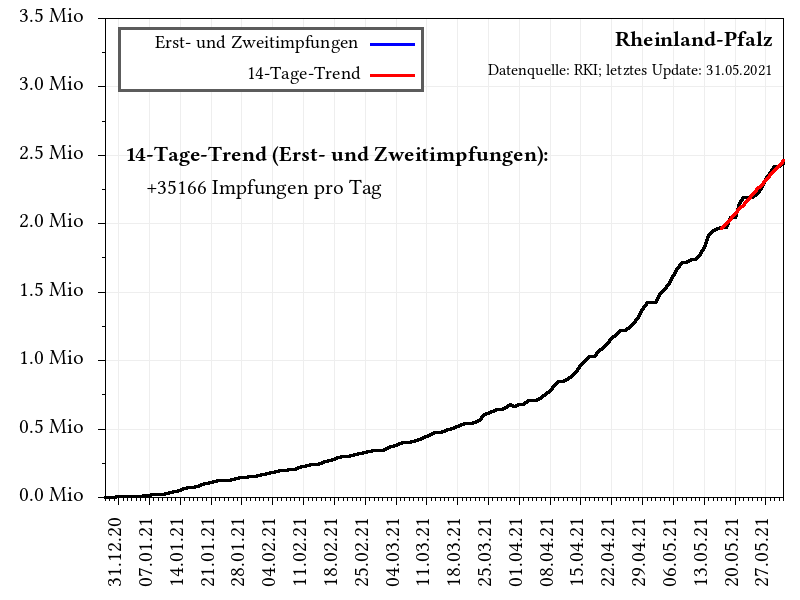 3.5 Mio
3.0 Mio
2.5 Mio
2.0 Mio
1.5 Mio
1.0 Mio
0.5 Mio
0.0 Mio
Erst- und Zweitimpfungen
14-Tage-Trend
Rheinland-Pfalz
Datenquelle: RKI; letztes Update: 31.05.2021
14-Tage-Trend (Erst- und Zweitimpfungen):
+35166 Impfungen pro Tag
31.12.20
07.01.21
14.01.21
21.01.21
28.01.21
04.02.21
11.02.21
18.02.21
25.02.21
04.03.21
11.03.21
18.03.21
25.03.21
01.04.21
08.04.21
15.04.21
22.04.21
29.04.21
06.05.21
13.05.21
20.05.21
27.05.21